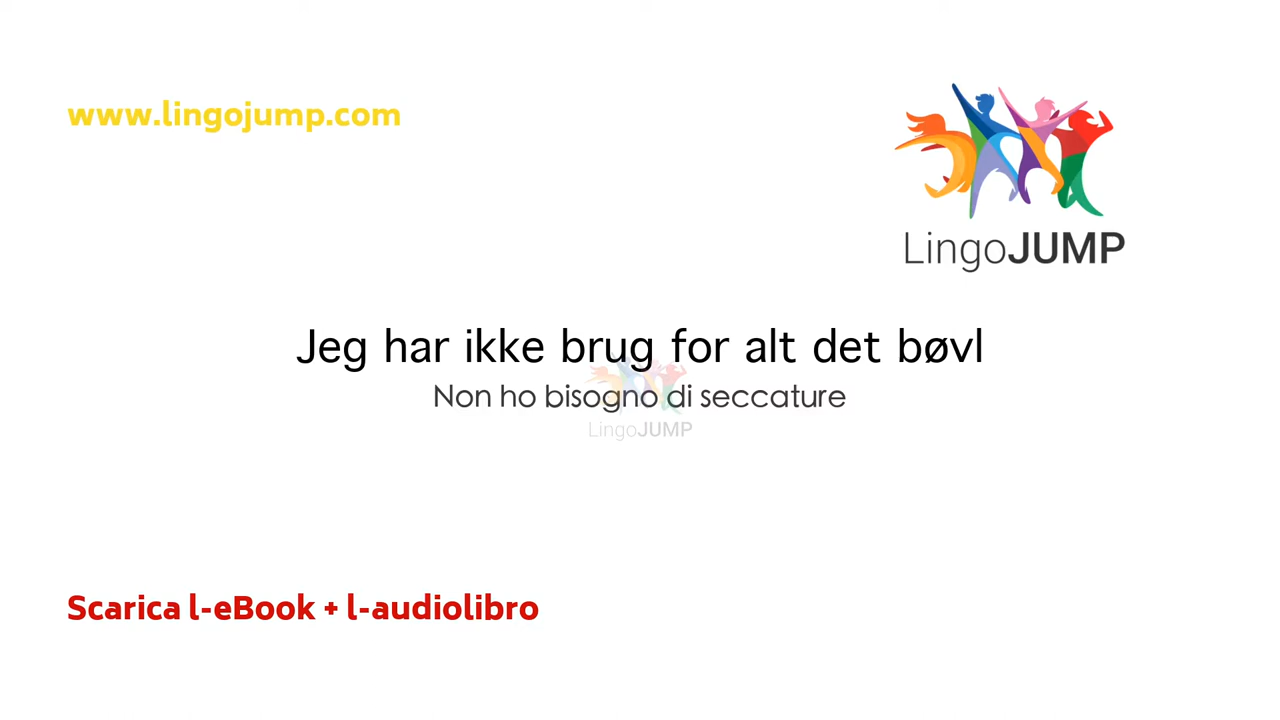 www.lingojump.com
LingoJUMP
Jeg har ikke brug for alt det bøvl
Non ho bisogno di seccature
LingoJUMP
Scarica l-eBook + l-audiolibro